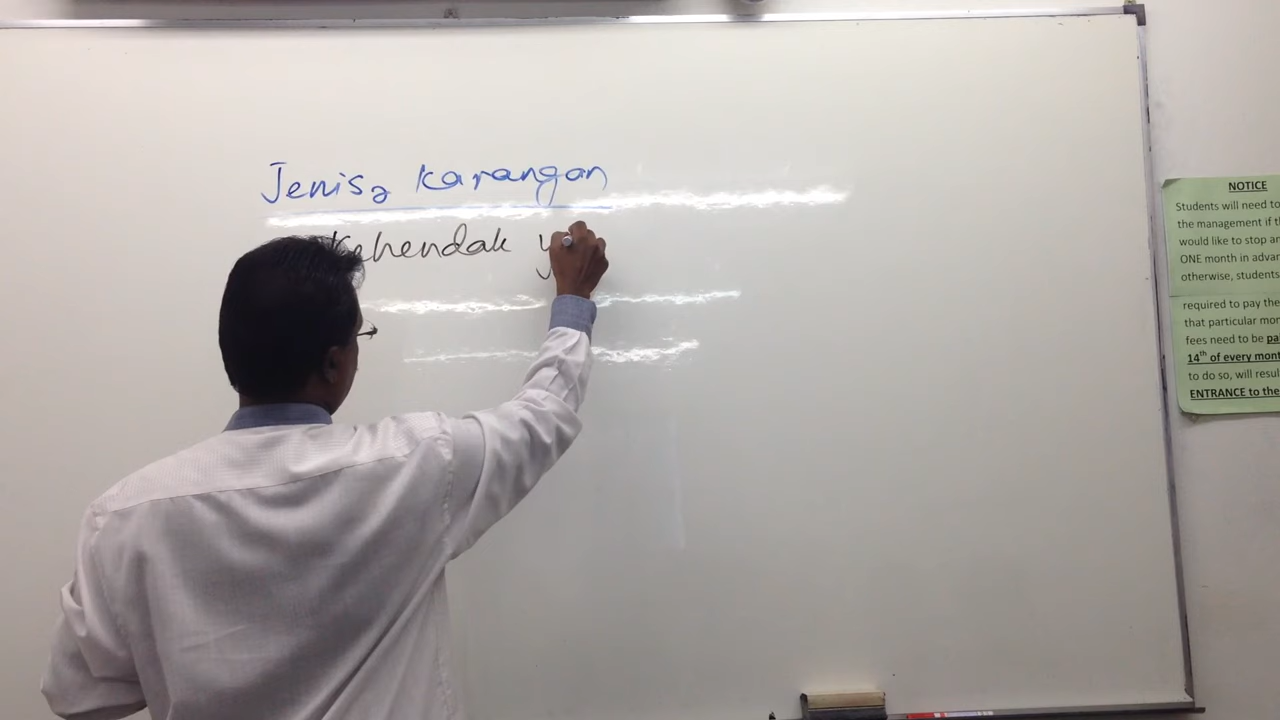 Jenis2 Karangan
Kehendak y
NOTICE
Students will need to
the management if th
would like to stop an
ONE month in advan
otherwise, students
required to pay the
that particular mon
fees need to be pa
14th of every mont
to do so, will resul
ENTRANCE to the